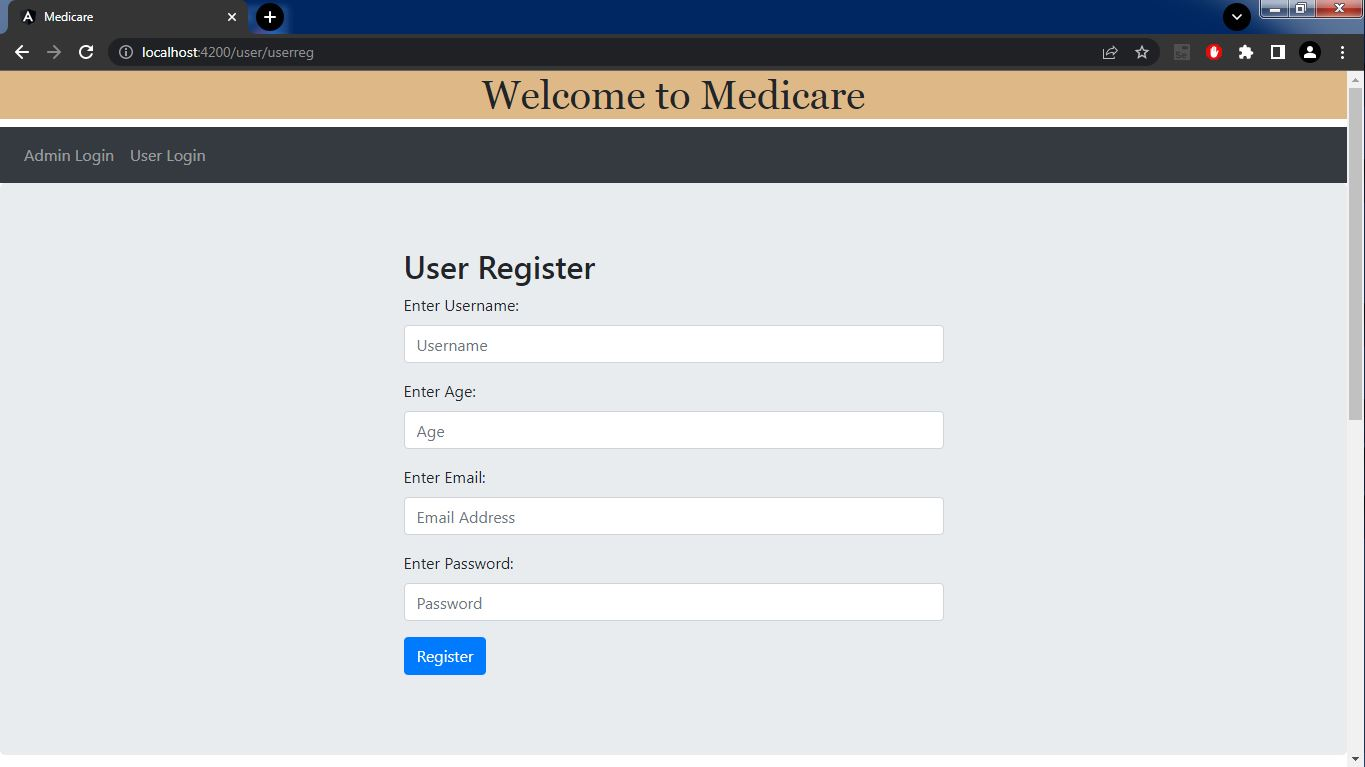 Medicare
localhost:4200/user/userreg
Welcome to Medicare
Admin Login User Login
User Register
Enter Username:
Username
Enter Age:
Age
Enter Email:
Email Address
Enter Password:
Password
Register